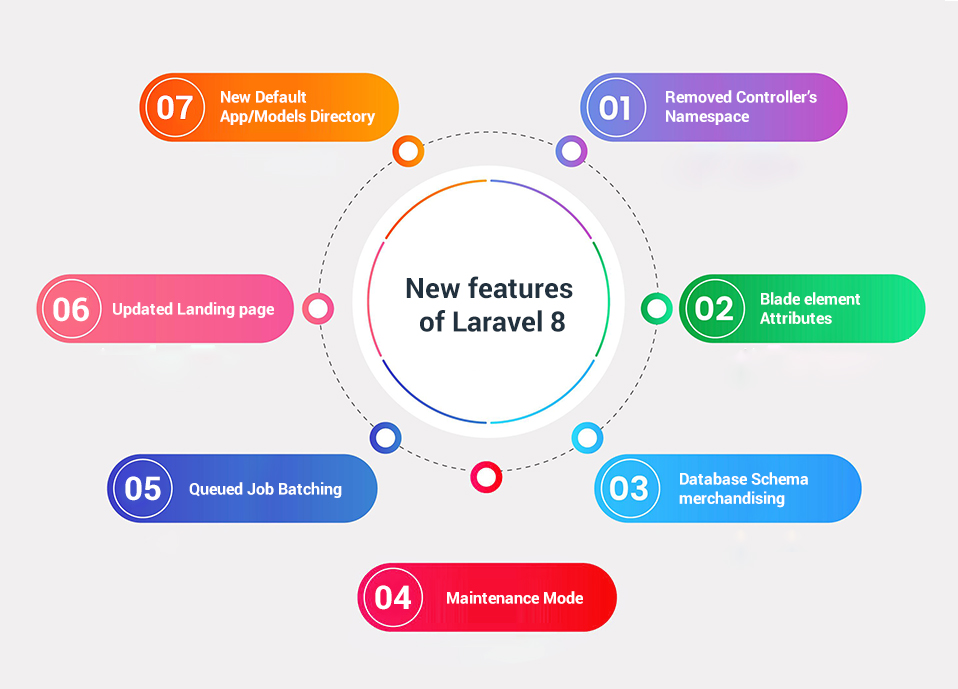 New features
of Laravel 8
01
Removed Controller's
Namespace
02
Blade element
Attributes
03
Database Schema
merchandising
04
Maintenance Mode
05
Queued Job Batching
06
Updated Landing page
07
New Default
App/Models Directory